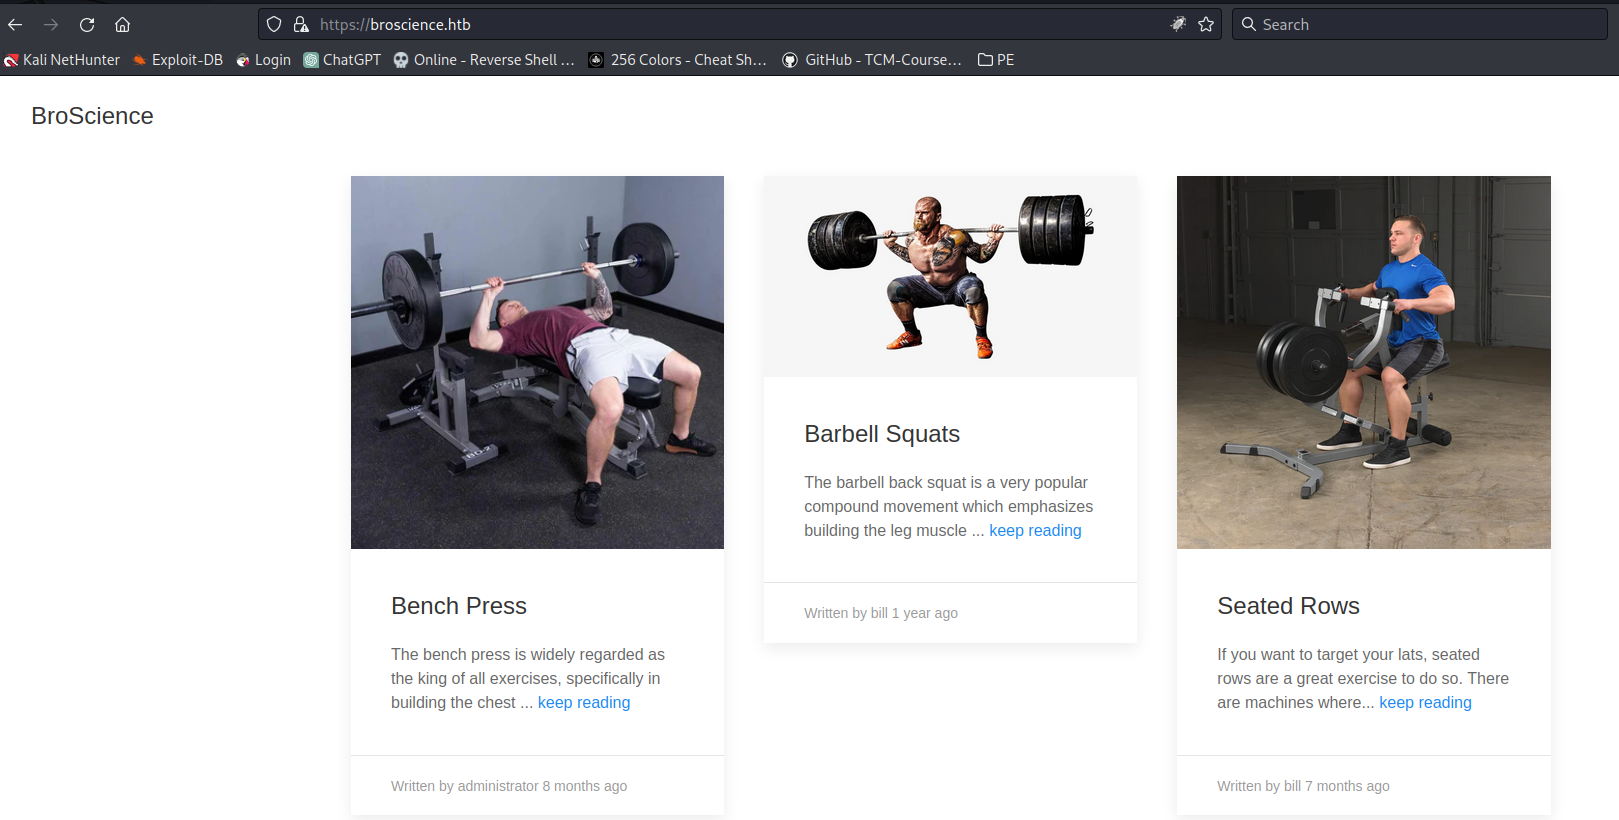 https://broscience.htb
Search
Kali NetHunter
Exploit-DB
Login
ChatGPT
Online - Reverse Shell ...
256 Colors - Cheat Sh...
GitHub - TCM-Course...
PE
BroScience
Bench Press
The bench press is widely regarded as
the king of all exercises, specifically in
building the chest ... keep reading
Written by administrator 8 months ago
Barbell Squats
The barbell back squat is a very popular
compound movement which emphasizes
building the leg muscle ... keep reading
Written by bill 1 year ago
Seated Rows
If you want to target your lats, seated
rows are a great exercise to do so. There
are machines where... keep reading
Written by bill 7 months ago